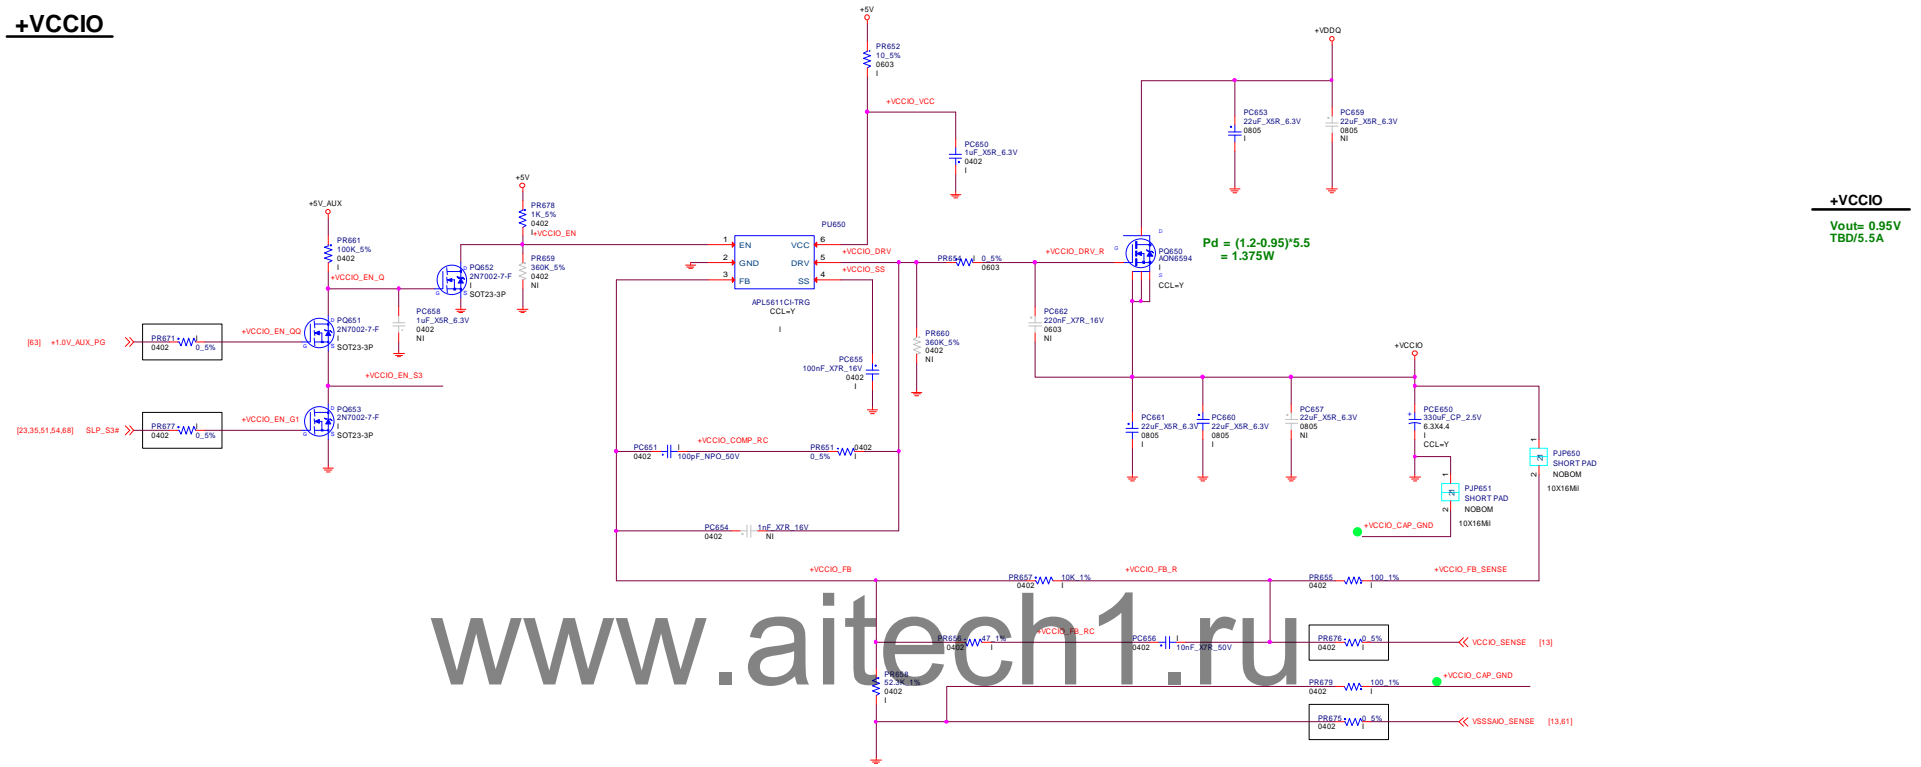 +VCCIO
+5V
PR652
10_5%
0603
I
+VCCIO_VCC
PC650
1uF_X5R_6.3V
0402
I
+VDDQ
PC653
22uF_X5R_6.3V
0805
I
PC659
22uF_X5R_6.3V
0805
NI
+VCCIO
Vout= 0.95V
TBD/5.5A
+5V_AUX
PR661
100K_5%
0402
I
+VCCIO_EN_Q
+5V
PR678
1K_5%
0402
I
+VCCIO_EN
PR659
360K_5%
0402
NI
PQ652
2N7002-7-F
I
SOT23-3P
D
G
S
PC658
1uF_X5R_6.3V
0402
NI
PQ651
2N7002-7-F
I
SOT23-3P
D
G
S
[63] +1.0V_AUX_PG
PR671
0402
I
0_5%
+VCCIO_EN_QQ
+VCCIO_EN_S3
[23,35,51,54,68] SLP_S3#
PR677
0402
I
0_5%
+VCCIO_EN_G1
PQ653
2N7002-7-F
I
SOT23-3P
D
G
S
PU650
1 EN
2 GND
3 FB
VCC 6
DRV 5
SS 4
APL5611CI-TRG
CCL=Y
I
+VCCIO_DRV
+VCCIO_SS
PR654
I
0_5%
0603
+VCCIO_DRV_R
PQ650
AON6594
I
CCL=Y
D
G
S
Pd = (1.2-0.95)*5.5
= 1.375W
PC655
100nF_X7R_16V
0402
I
PR660
360K_5%
0402
NI
PC662
220nF_X7R_16V
0603
NI
+VCCIO
PC661
22uF_X5R_6.3V
0805
I
PC660
22uF_X5R_6.3V
0805
I
PC657
22uF_X5R_6.3V
0805
NI
PCE650
330uF_CP_2.5V
6.3X4.4
I
CCL=Y
PJP650
SHORT PAD
NOBOM
10X16Mil
1
2
PJP651
SHORT PAD
NOBOM
10X16Mil
1
2
+VCCIO_CAP_GND
PC651
0402
I
100pF_NPO_50V
+VCCIO_COMP_RC
PR651
0_5%
0402
I
PC654
0402
1nF_X7R_16V
NI
+VCCIO_FB
PR657
0402
10K_1%
I
+VCCIO_FB_R
PR655
0402
100_1%
I
+VCCIO_FB_SENSE
PR656
0402
47_1%
I
+VCCIO_FB_RC
PC656
0402
I
10nF_X7R_50V
PR676
0402
0_5%
I
VCCIO_SENSE [13]
PR658
52.3K_1%
0402
I
PR679
0402
100_1%
I
+VCCIO_CAP_GND
PR675
0402
0_5%
I
VSSSAIO_SENSE [13,61]
www.aitech1.ru